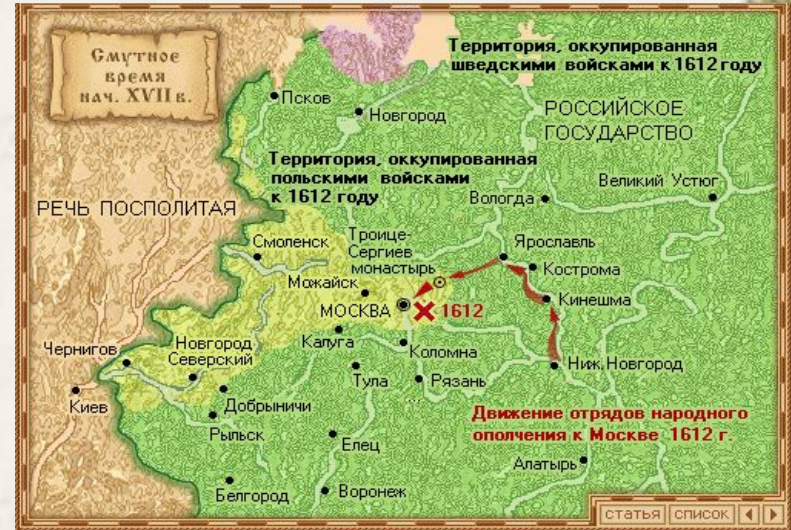 Смутное
время
нач. XVII в.
Территория, оккупированная
шведскими войсками к 1612 году
Псков
Новгород
РОССИЙСКОЕ
ГОСУДАРСТВО
Территория, оккупированная
польскими войсками
к 1612 году
Великий Устюг
Вологда
РЕЧЬ ПОСПОЛИТАЯ
Смоленск
Троице-
Сергиев
монастырь
Ярославль
Кострома
Можайск
Кинешма
МОСКВА
1612
Чернигов
Новгород
Северский
Калуга
Коломна
Ниж. Новгород
Тула
Рязань
Киев
Добрыничи
Рыльск
Движение отрядов народного
ополчения к Москве 1612 г.
Елец
Алатырь
Белгород
Воронеж
статья список